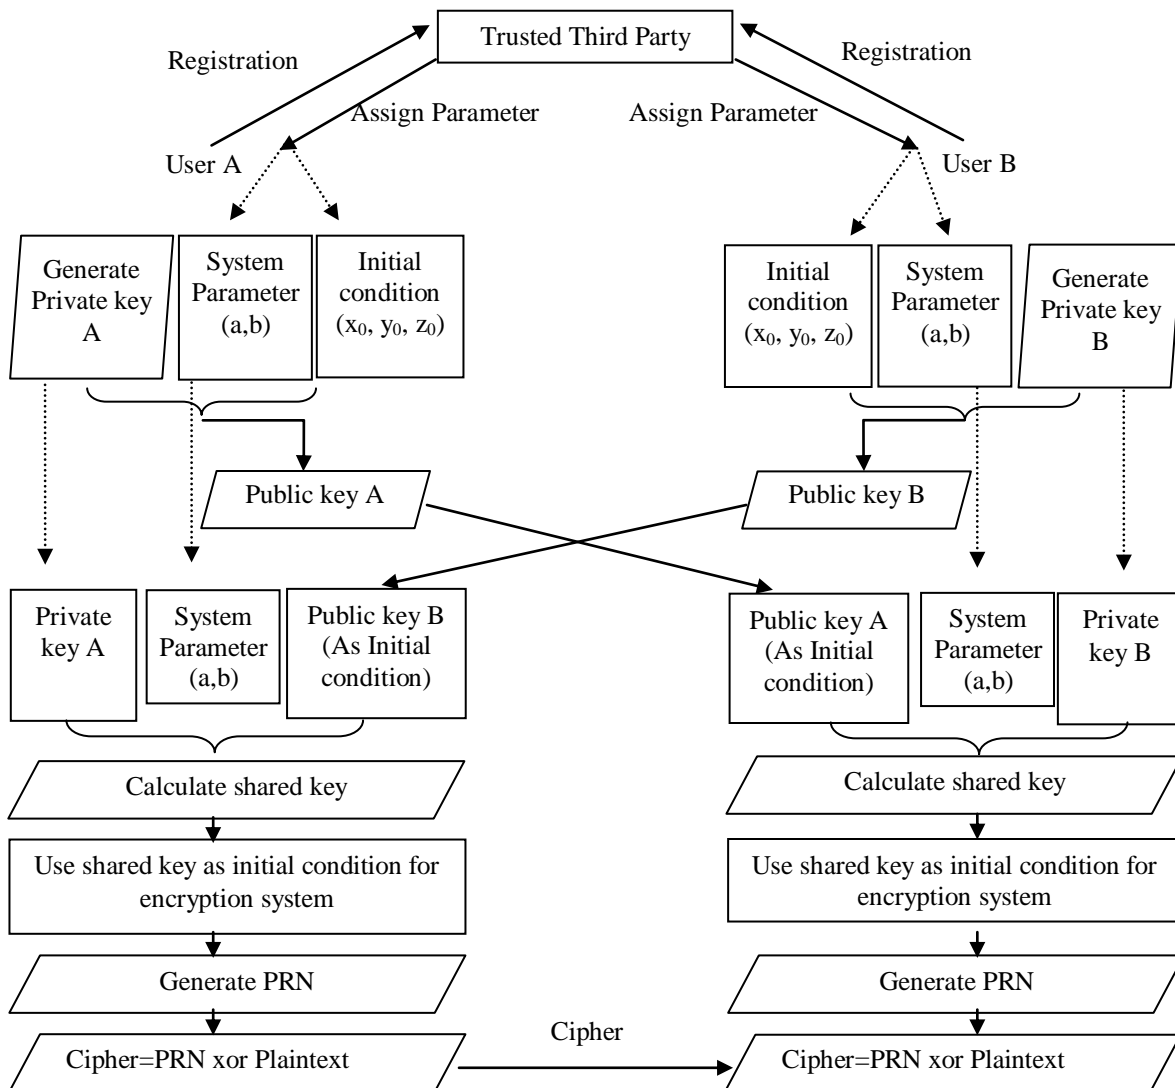 Trusted Third Party
Registration
Registration
Assign Parameter
Assign Parameter
User A
User B
Generate
Private key
A
System
Parameter
(a,b)
Initial
condition
(x₀, y₀, z₀)
Initial
condition
(x₀, y₀, z₀)
System
Parameter
(a,b)
Generate
Private key
B
Public key A
Public key B
Private
key A
System
Parameter
(a,b)
Public key B
(As Initial
condition)
Public key A
(As Initial
condition)
System
Parameter
(a,b)
Private
key B
Calculate shared key
Calculate shared key
Use shared key as initial condition for
encryption system
Use shared key as initial condition for
encryption system
Generate PRN
Generate PRN
Cipher
Cipher=PRN xor Plaintext
Cipher=PRN xor Plaintext